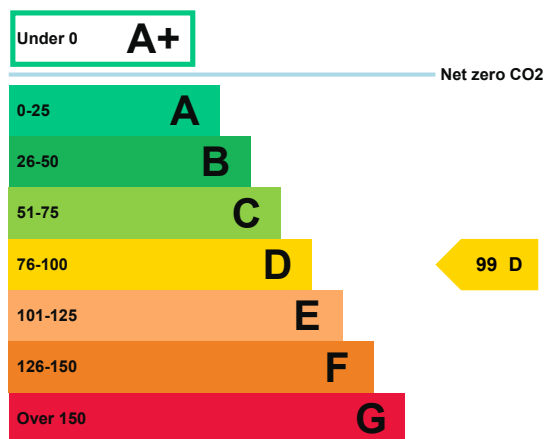 Under 0 A+
Net zero CO2
0-25 A
26-50 B
51-75 C
76-100 D
99 D
101-125 E
126-150 F
Over 150 G